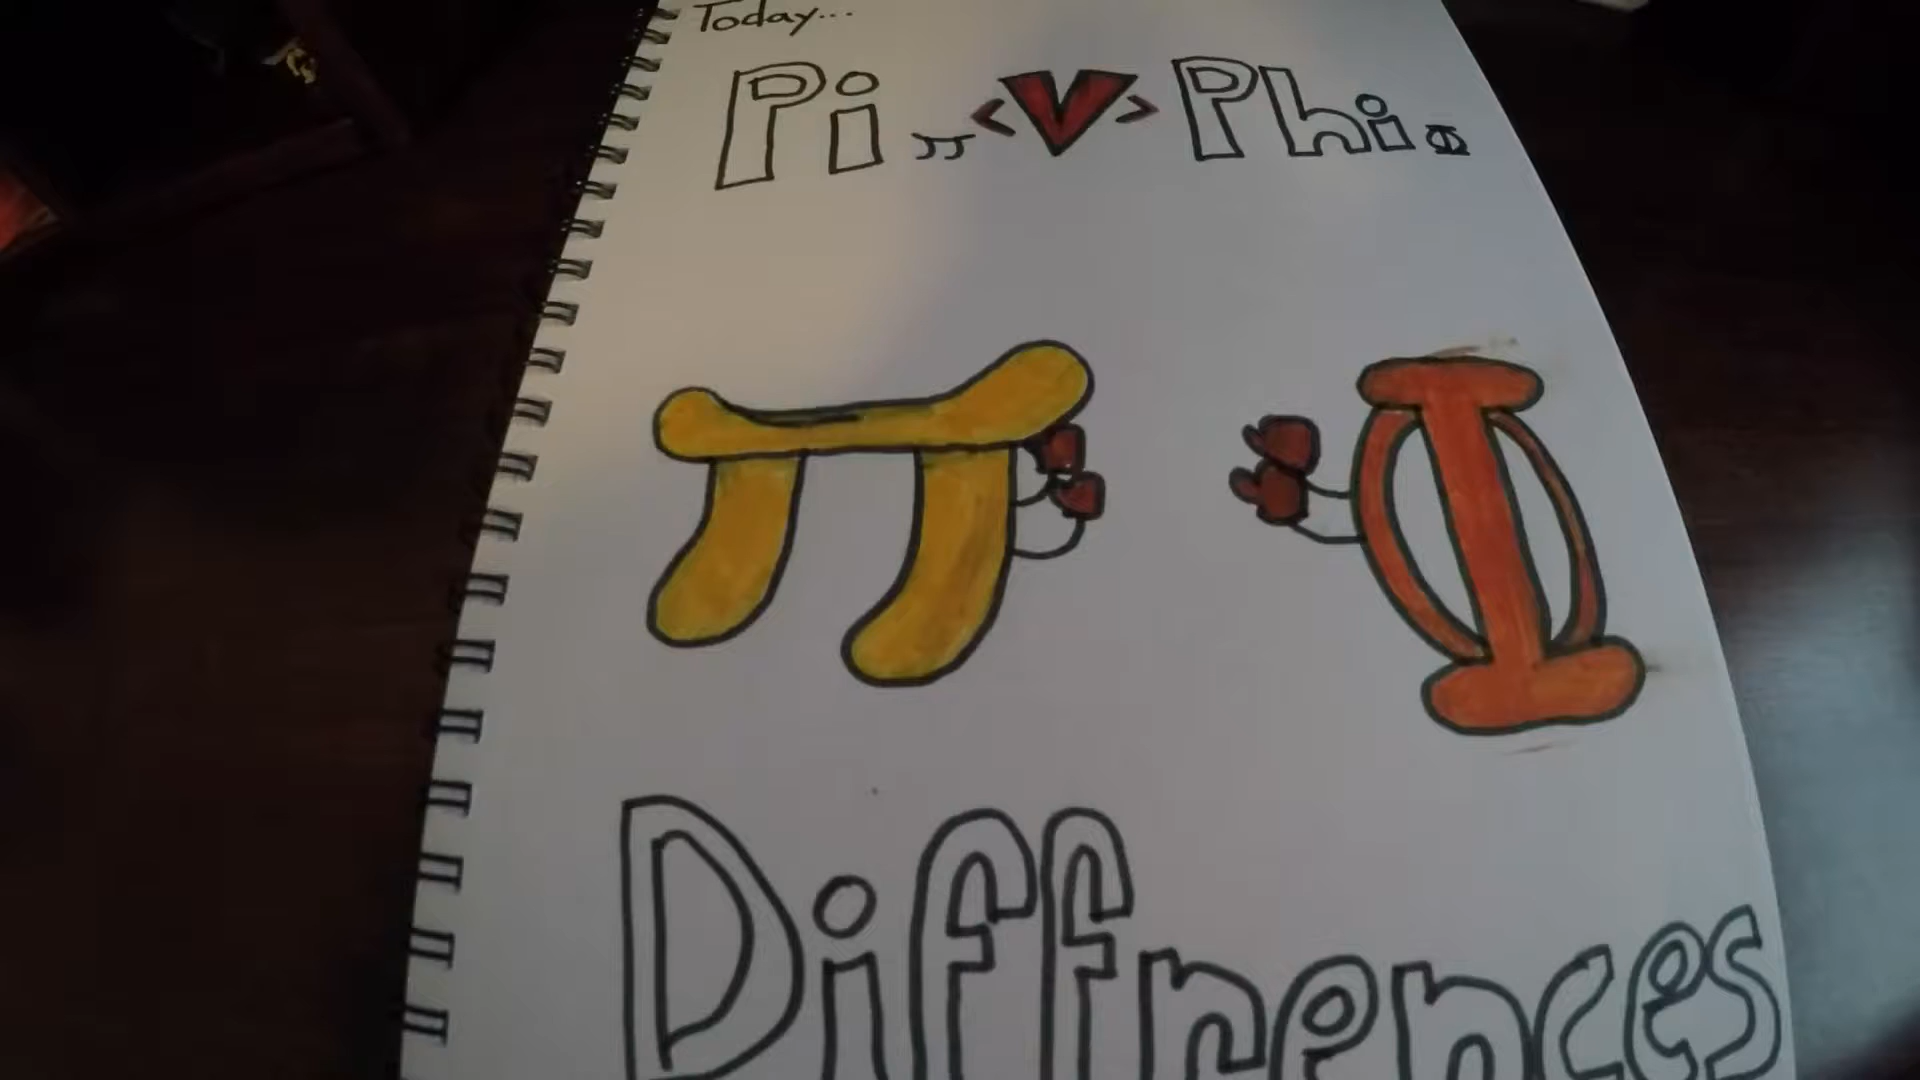 Today...
Pi π <V> Phi Φ
π Φ
Diffrences